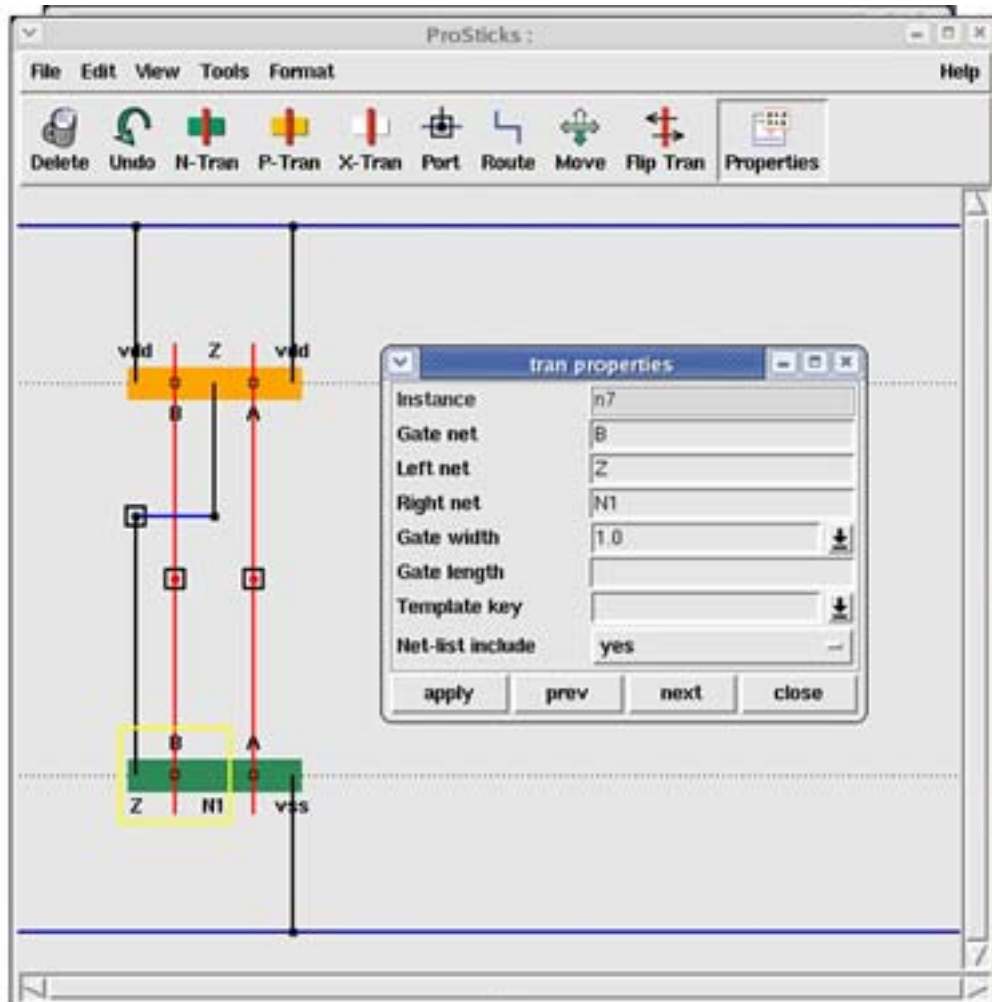 ProSticks :
File Edit View Tools Format Help
Delete Undo N-Tran P-Tran X-Tran Port Route Move Flip Tran Properties
vdd Z vdd
B A
tran properties
Instance n7
Gate net B
Left net Z
Right net N1
Gate width 1.0
Gate length
Template key
Net-list include yes
apply prev next close
B A
Z N1 vss